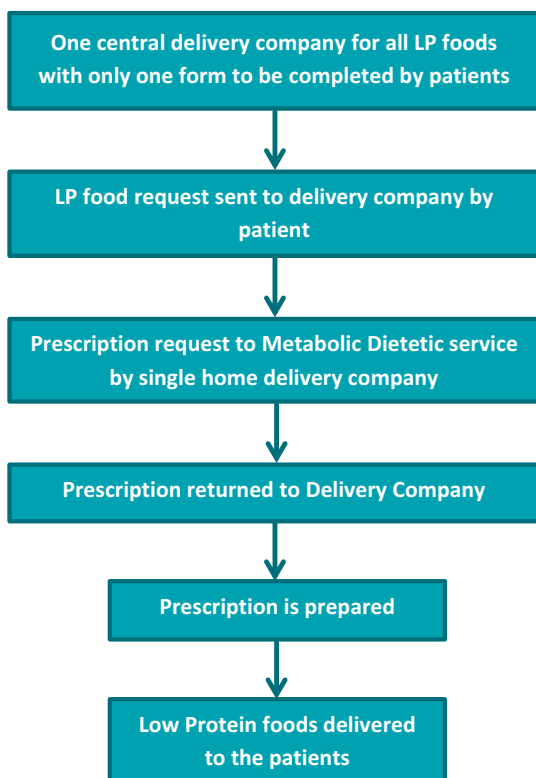 One central delivery company for all LP foods
with only one form to be completed by patients
LP food request sent to delivery company by
patient
Prescription request to Metabolic Dietetic service
by single home delivery company
Prescription returned to Delivery Company
Prescription is prepared
Low Protein foods delivered
to the patients